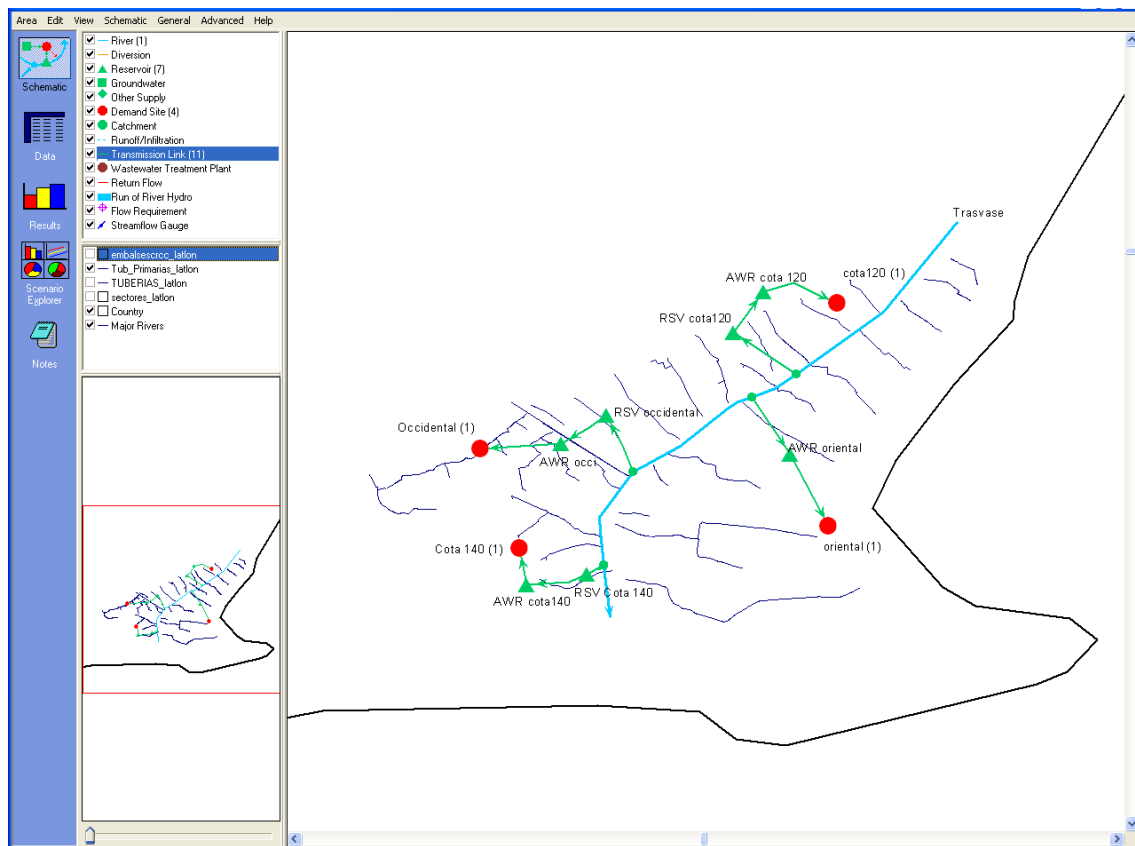 Area Edit View Schematic General Advanced Help
Schematic
Data
Results
Scenario
Explorer
Notes
River (1)
Diversion
Reservoir (7)
Groundwater
Other Supply
Demand Site (4)
Catchment
Runoff/Infiltration
Transmission Link (11)
Wastewater Treatment Plant
Return Flow
Run of River Hydro
Flow Requirement
Streamflow Gauge
embalsescrcc_latlon
Tub_Primarias_latlon
TUBERIAS_latlon
sectores_latlon
Country
Major Rivers
Trasvase
AWR cota 120
cota120 (1)
RSV cota120
RSV occidental
Occidental (1)
AWR occi
AWR oriental
oriental (1)
Cota 140 (1)
AWR cota140
RSV Cota 140